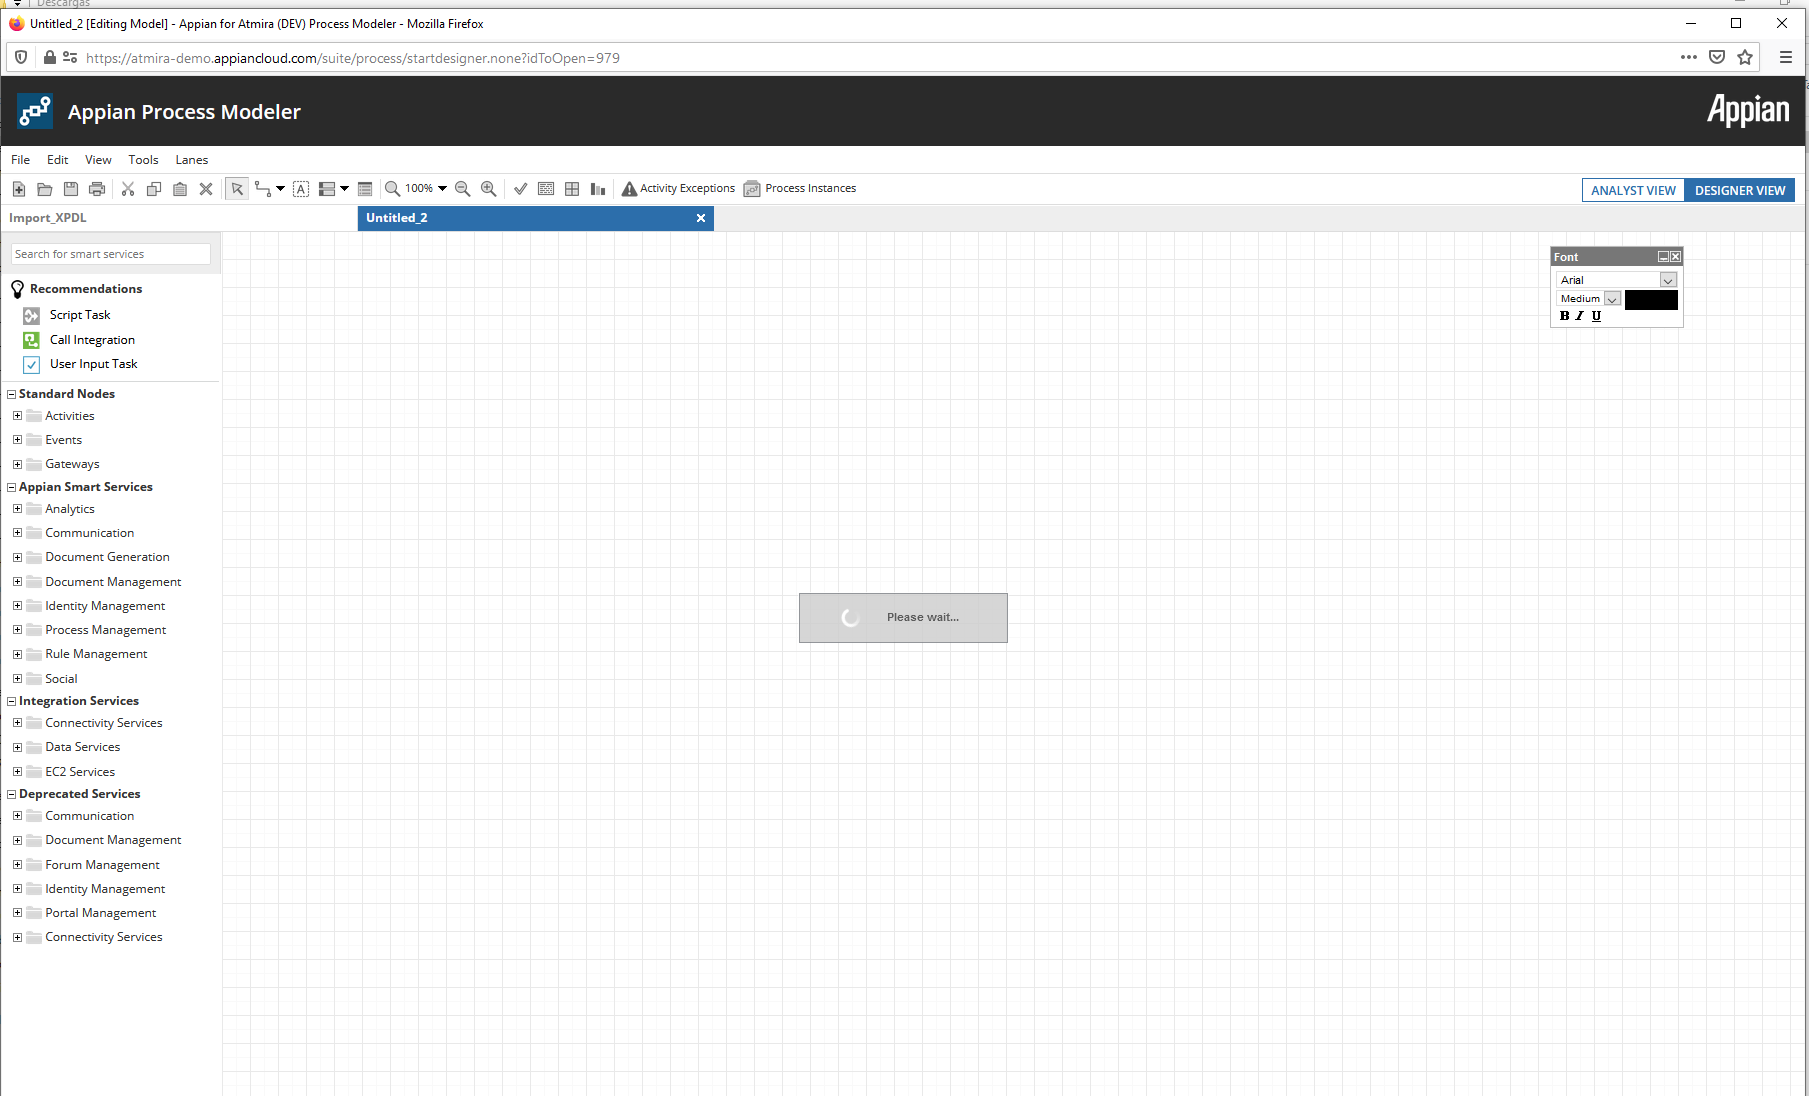 Descargas
Untitled_2 [Editing Model] - Appian for Atmira (DEV) Process Modeler - Mozilla Firefox
https://atmira-demo.appiancloud.com/suite/process/startdesigner.none?idToOpen=979
Appian Process Modeler
Appian
File Edit View Tools Lanes
A 100% Activity Exceptions Process Instances ANALYST VIEW DESIGNER VIEW
Import_XPDL Untitled_2
Search for smart services
Recommendations
Script Task
Call Integration
User Input Task
Standard Nodes
Activities
Events
Gateways
Appian Smart Services
Analytics
Communication
Document Generation
Document Management
Identity Management
Process Management
Rule Management
Social
Integration Services
Connectivity Services
Data Services
EC2 Services
Deprecated Services
Communication
Document Management
Forum Management
Identity Management
Portal Management
Connectivity Services
Font
Arial
Medium
B I U
Please wait...